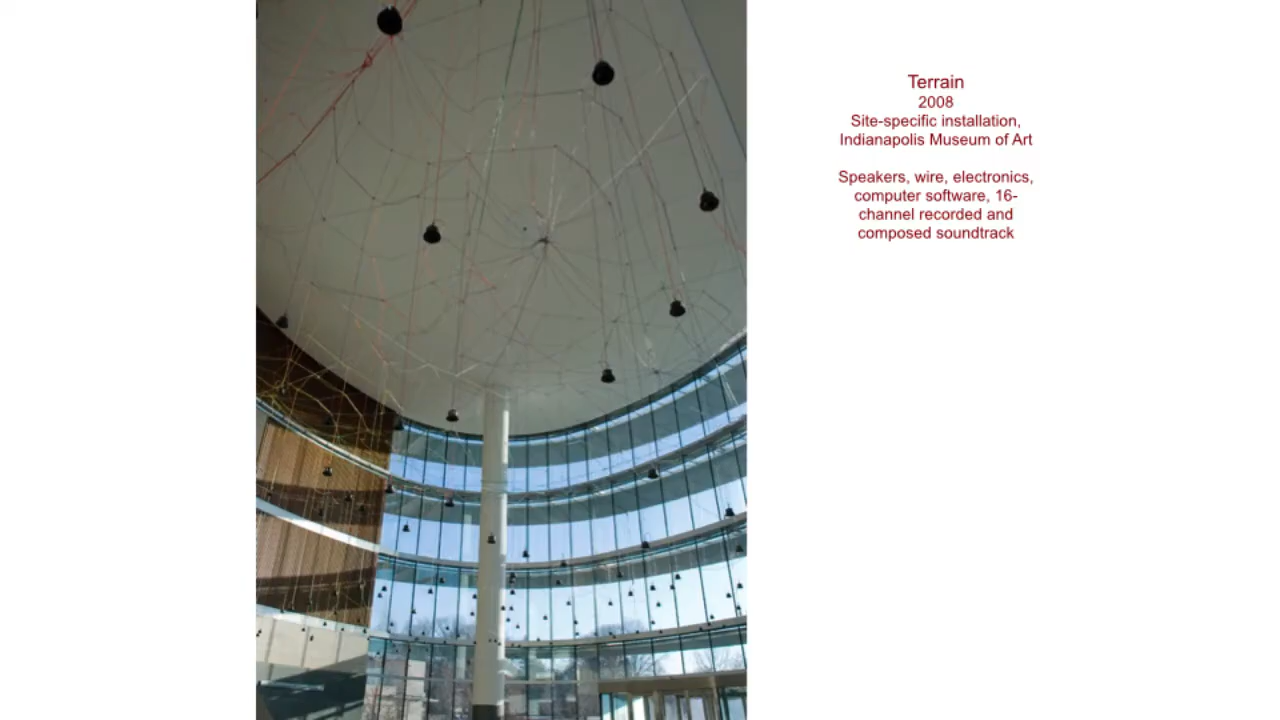 Terrain
2008
Site-specific installation,
Indianapolis Museum of Art
Speakers, wire, electronics,
computer software, 16-
channel recorded and
composed soundtrack